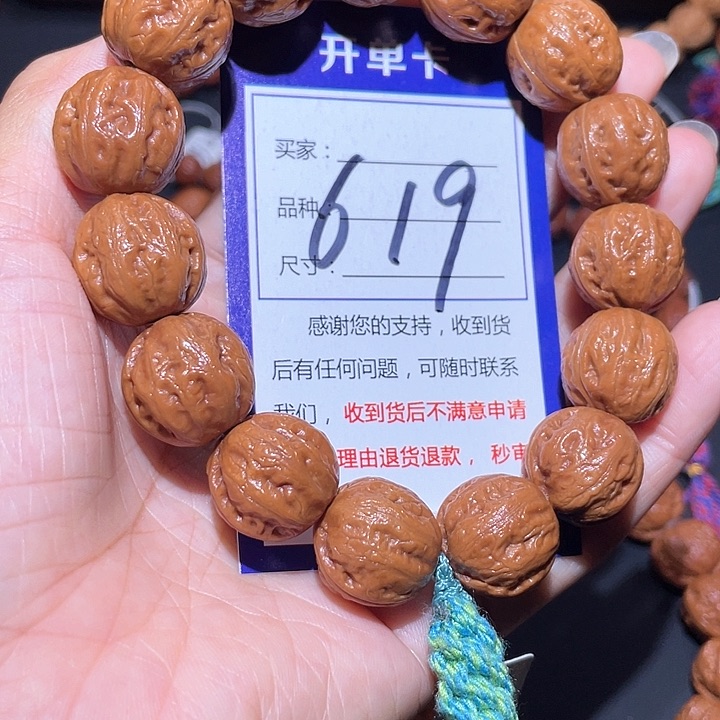 开单卡
买家：
品种：
尺寸：
619
感谢您的支持，收到货
后有任何问题，可随时联系
我们，收到货后不满意申请
理由退货退款，秒审